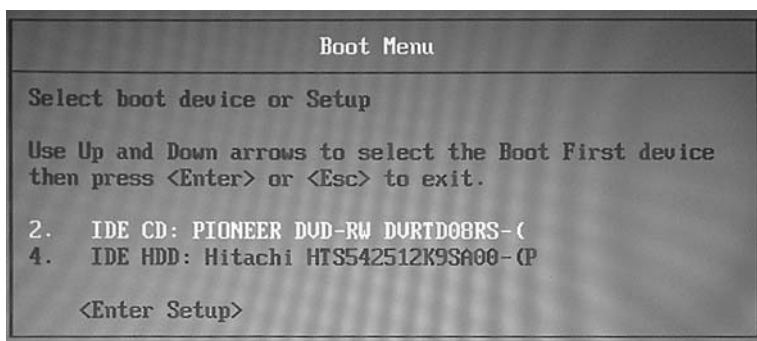 Boot Menu
Select boot device or Setup
Use Up and Down arrows to select the Boot First device
then press <Enter> or <Esc> to exit.
2. IDE CD: PIONEER DVD-RW DVRTD08RS-(
4. IDE HDD: Hitachi HTS542512K9SA00-(P
<Enter Setup>